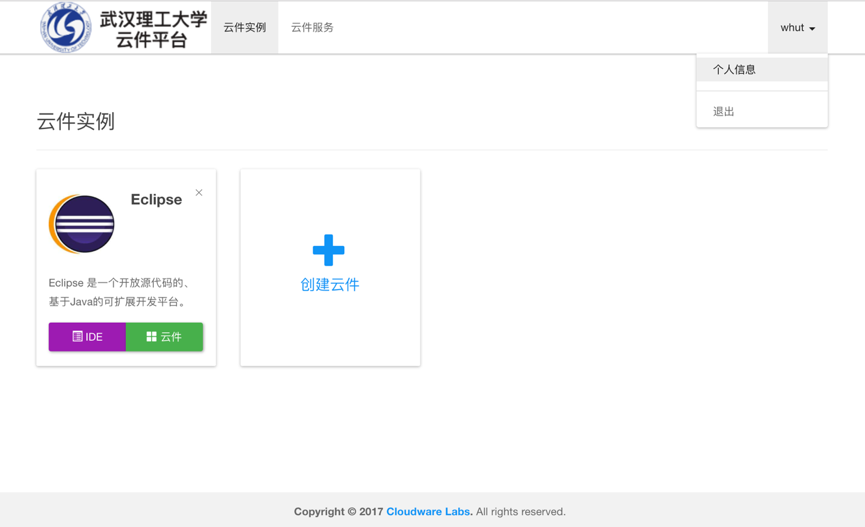 武汉理工大学
云件平台
云件实例
云件服务
whut
个人信息
退出
云件实例
Eclipse
×
Eclipse 是一个开放源代码的、
基于Java的可扩展开发平台。
IDE
云件
创建云件
Copyright © 2017 Cloudware Labs. All rights reserved.